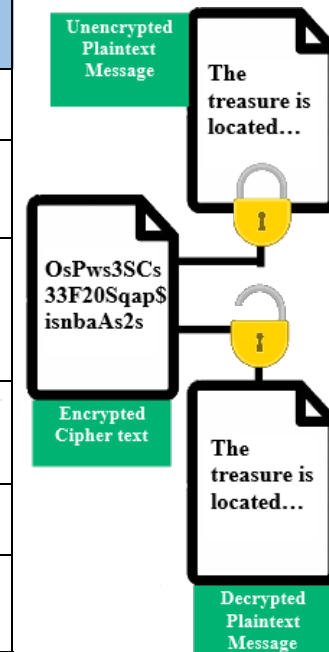 Unencrypted
Plaintext
Message
The
treasure is
located...
OsPws3SCs
33F20Sqap$
isnbaAs2s
Encrypted
Cipher text
The
treasure is
located...
Decrypted
Plaintext
Message